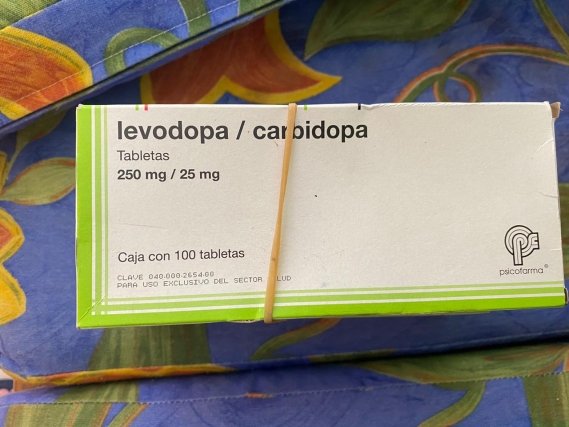 levodopa / carbidopa
Tabletas
250 mg / 25 mg
Caja con 100 tabletas
CLAVE 040-000-2654-00
PARA USO EXCLUSIVO DEL SECTOR LUD
psicofarma®